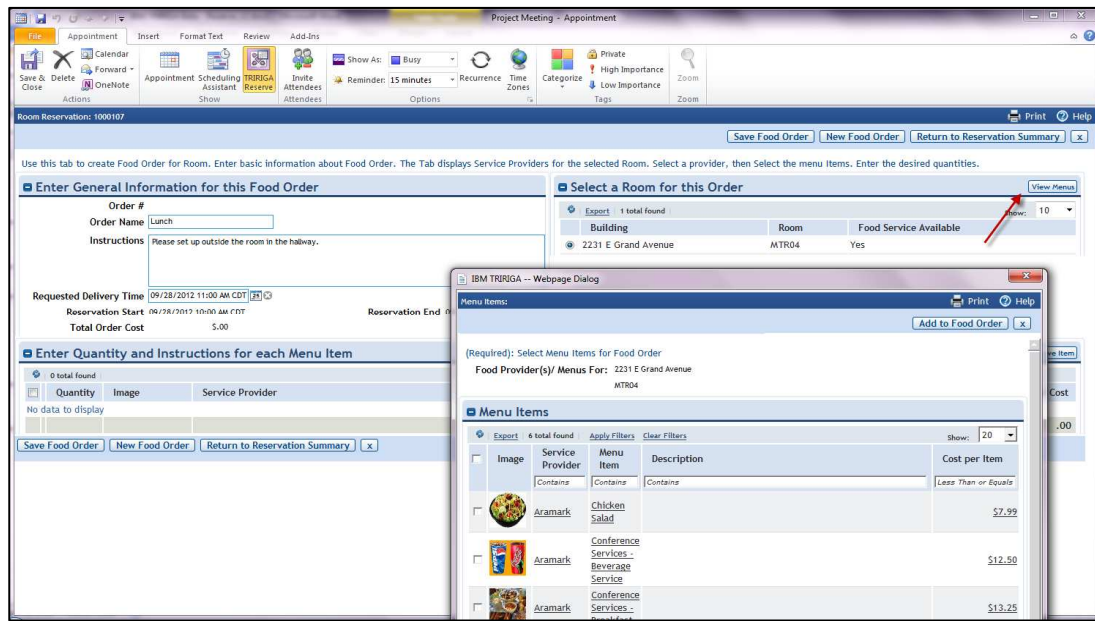 Project Meeting - Appointment
File Appointment Insert Format Text Review Add-Ins
Save & Close
Delete
Calendar
Forward
OneNote
Actions
Appointment
Scheduling Assistant
TRIRIGA Reserve
Show
Invite Attendees
Attendees
Show As: Busy
Reminder: 15 minutes
Recurrence
Time Zones
Options
Categorize
Private
High Importance
Low Importance
Tags
Zoom
Zoom
Room Reservation: 1000107 Print Help
Save Food Order New Food Order Return to Reservation Summary x
Use this tab to create Food Order for Room. Enter basic information about Food Order. The Tab displays Service Providers for the selected Room. Select a provider, then Select the menu Items. Enter the desired quantities.
Enter General Information for this Food Order
Order #
Order Name Lunch
Instructions Please set up outside the room in the hallway.
Requested Delivery Time 09/28/2012 11:00 AM CDT
Reservation Start 09/28/2012 10:00 AM CDT Reservation End
Total Order Cost $.00
Select a Room for this Order View Menus
Export 1 total found Show: 10
Building Room Food Service Available
2231 E Grand Avenue MTR04 Yes
Enter Quantity and Instructions for each Menu Item
0 total found
Quantity Image Service Provider Cost
No data to display
.00
Save Food Order New Food Order Return to Reservation Summary x
IBM TRIRIGA -- Webpage Dialog
Menu Items: Print Help
Add to Food Order x
(Required): Select Menu Items for Food Order
Food Provider(s)/ Menus For: 2231 E Grand Avenue
MTR04
Menu Items
Export 6 total found Apply Filters Clear Filters Show: 20
Image Service Provider Menu Item Description Cost per Item
Contains Contains Contains Less Than or Equals
Aramark Chicken Salad $7.99
Aramark Conference Services - Beverage Service $12.50
Aramark Conference Services - $13.25